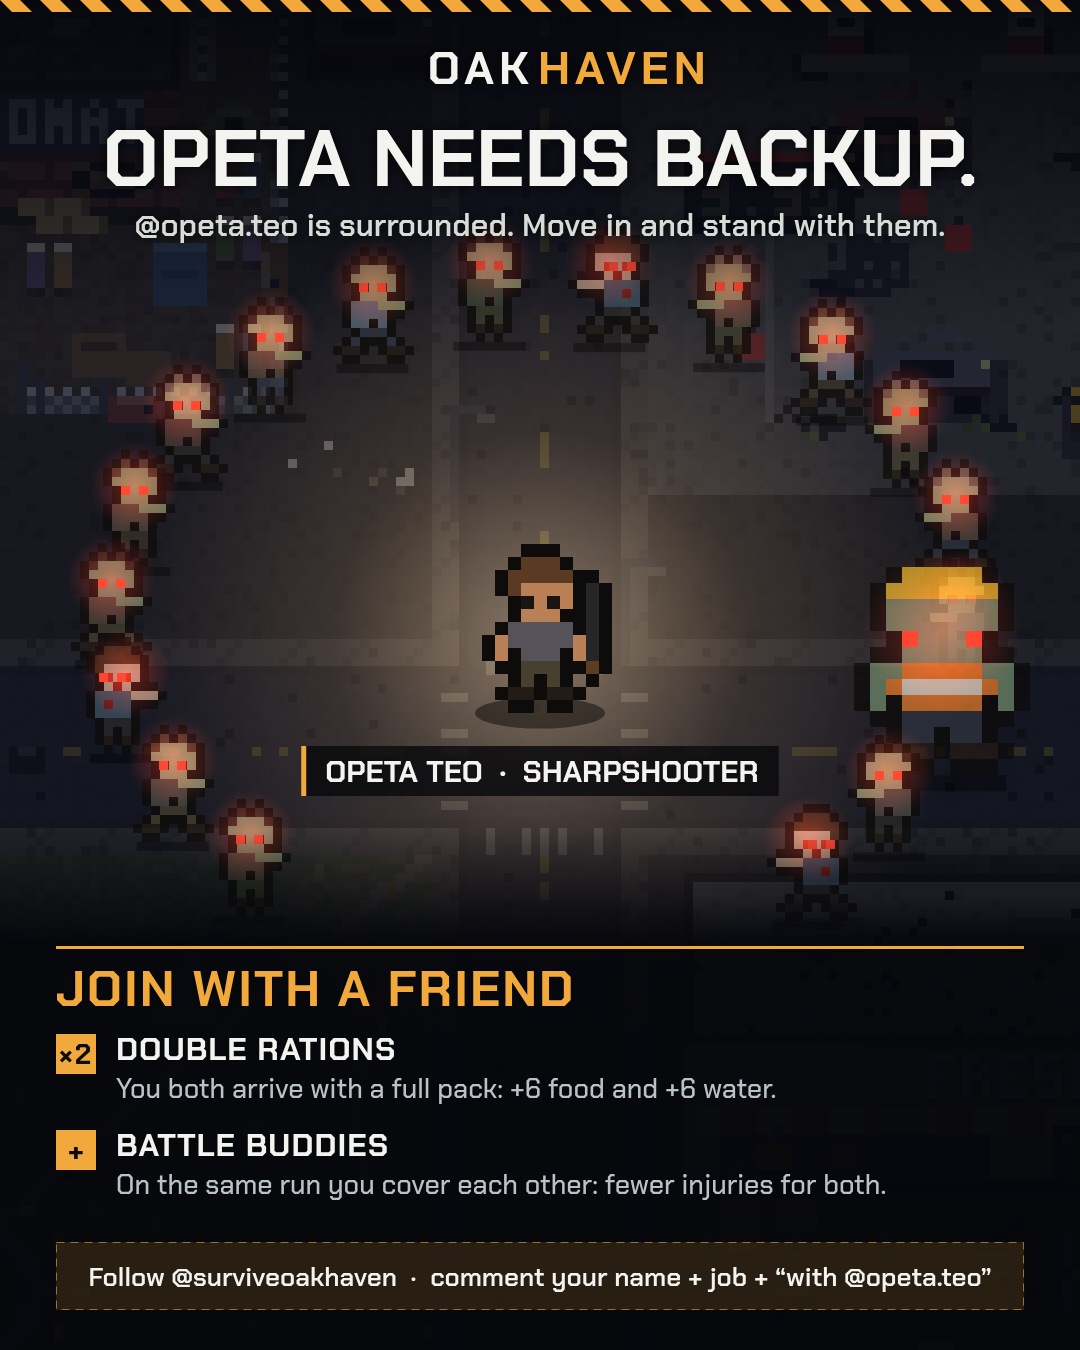 OAKHAVEN
OPETA NEEDS BACKUP.
@opeta.teo is surrounded. Move in and stand with them.
OPETA TEO · SHARPSHOOTER
JOIN WITH A FRIEND
×2 DOUBLE RATIONS
You both arrive with a full pack: +6 food and +6 water.
+ BATTLE BUDDIES
On the same run you cover each other: fewer injuries for both.
Follow @surviveoakhaven · comment your name + job + “with @opeta.teo”